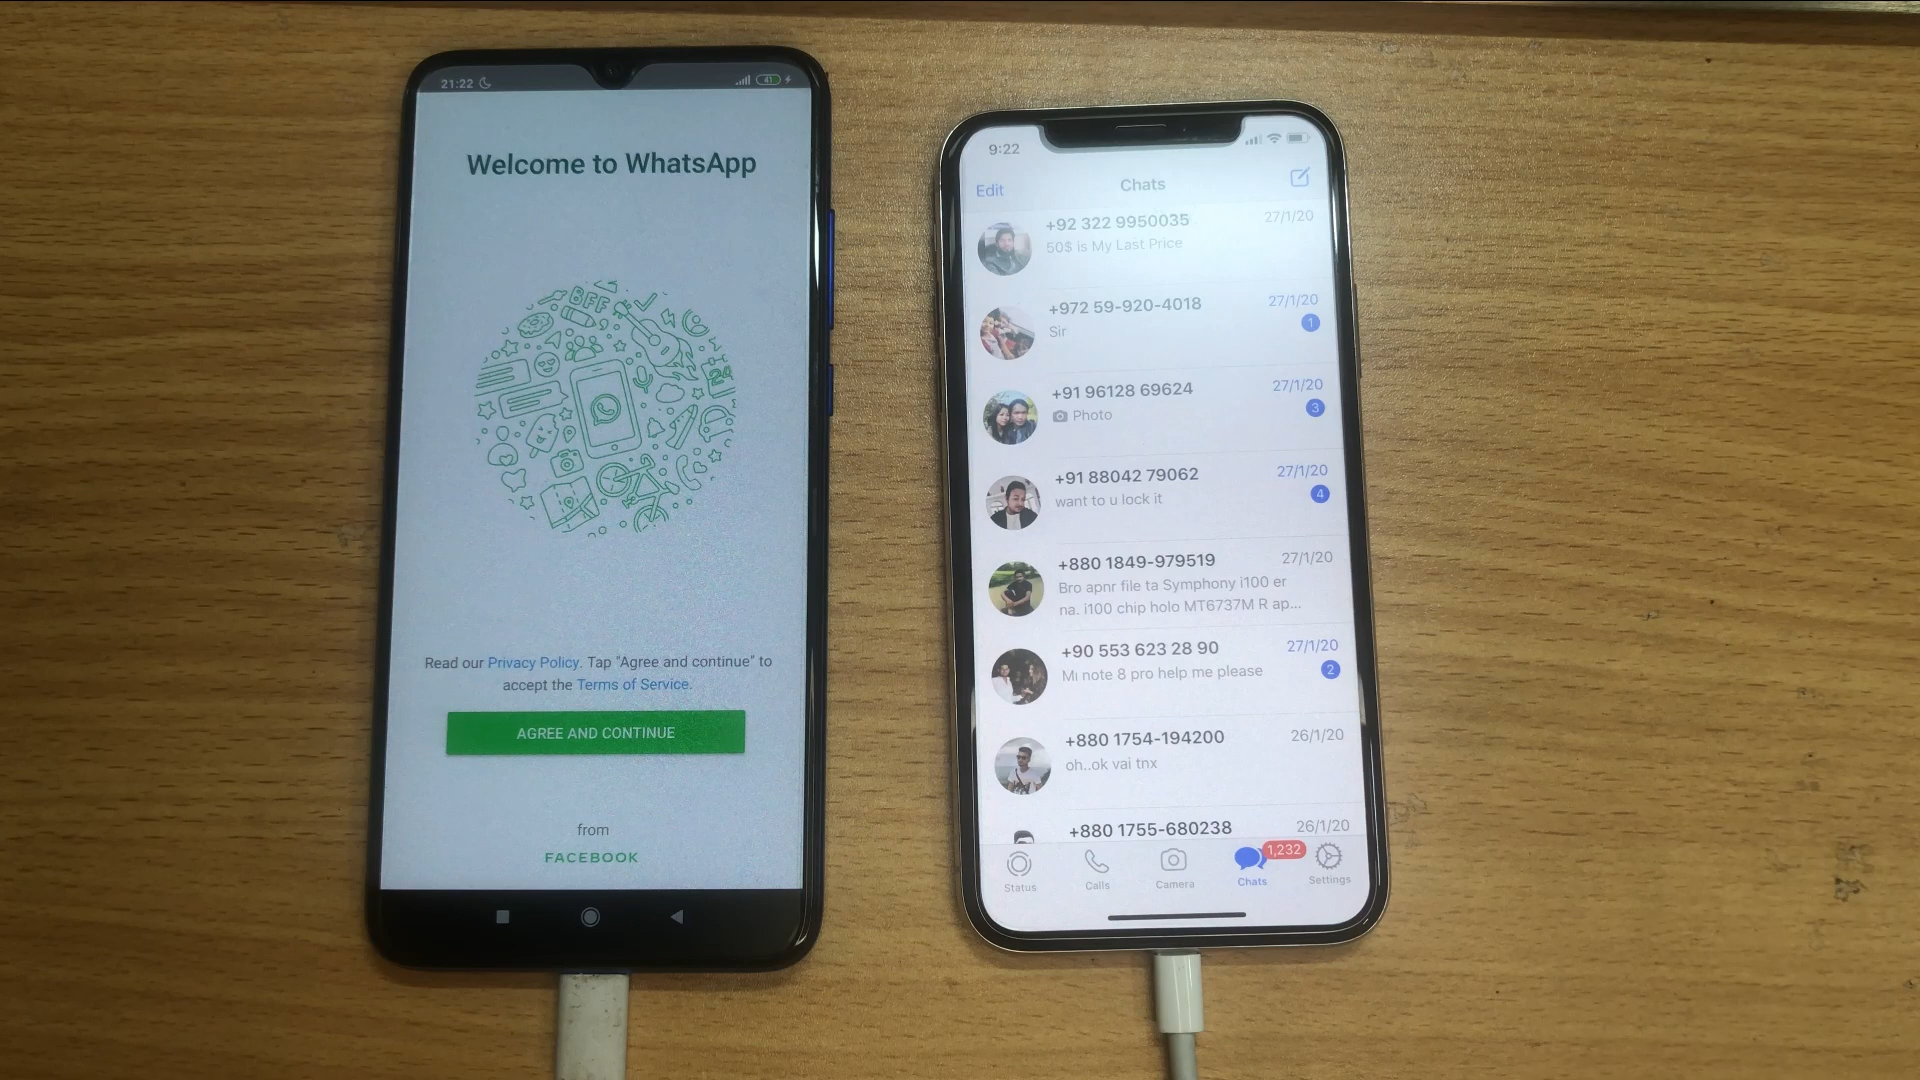 21:22
41
Welcome to WhatsApp
BFF
24
Read our Privacy Policy. Tap "Agree and continue" to
accept the Terms of Service.
AGREE AND CONTINUE
from
FACEBOOK
9:22
Edit
Chats
+92 322 9950035
27/1/20
50$ is My Last Price
+972 59-920-4018
27/1/20
Sir
1
+91 96128 69624
27/1/20
Photo
3
+91 88042 79062
27/1/20
want to u lock it
4
+880 1849-979519
27/1/20
Bro apnr file ta Symphony i100 er
na. i100 chip holo MT6737M R ap...
+90 553 623 28 90
27/1/20
Mı note 8 pro help me please
2
+880 1754-194200
26/1/20
oh..ok vai tnx
+880 1755-680238
26/1/20
1,232
Status
Calls
Camera
Chats
Settings